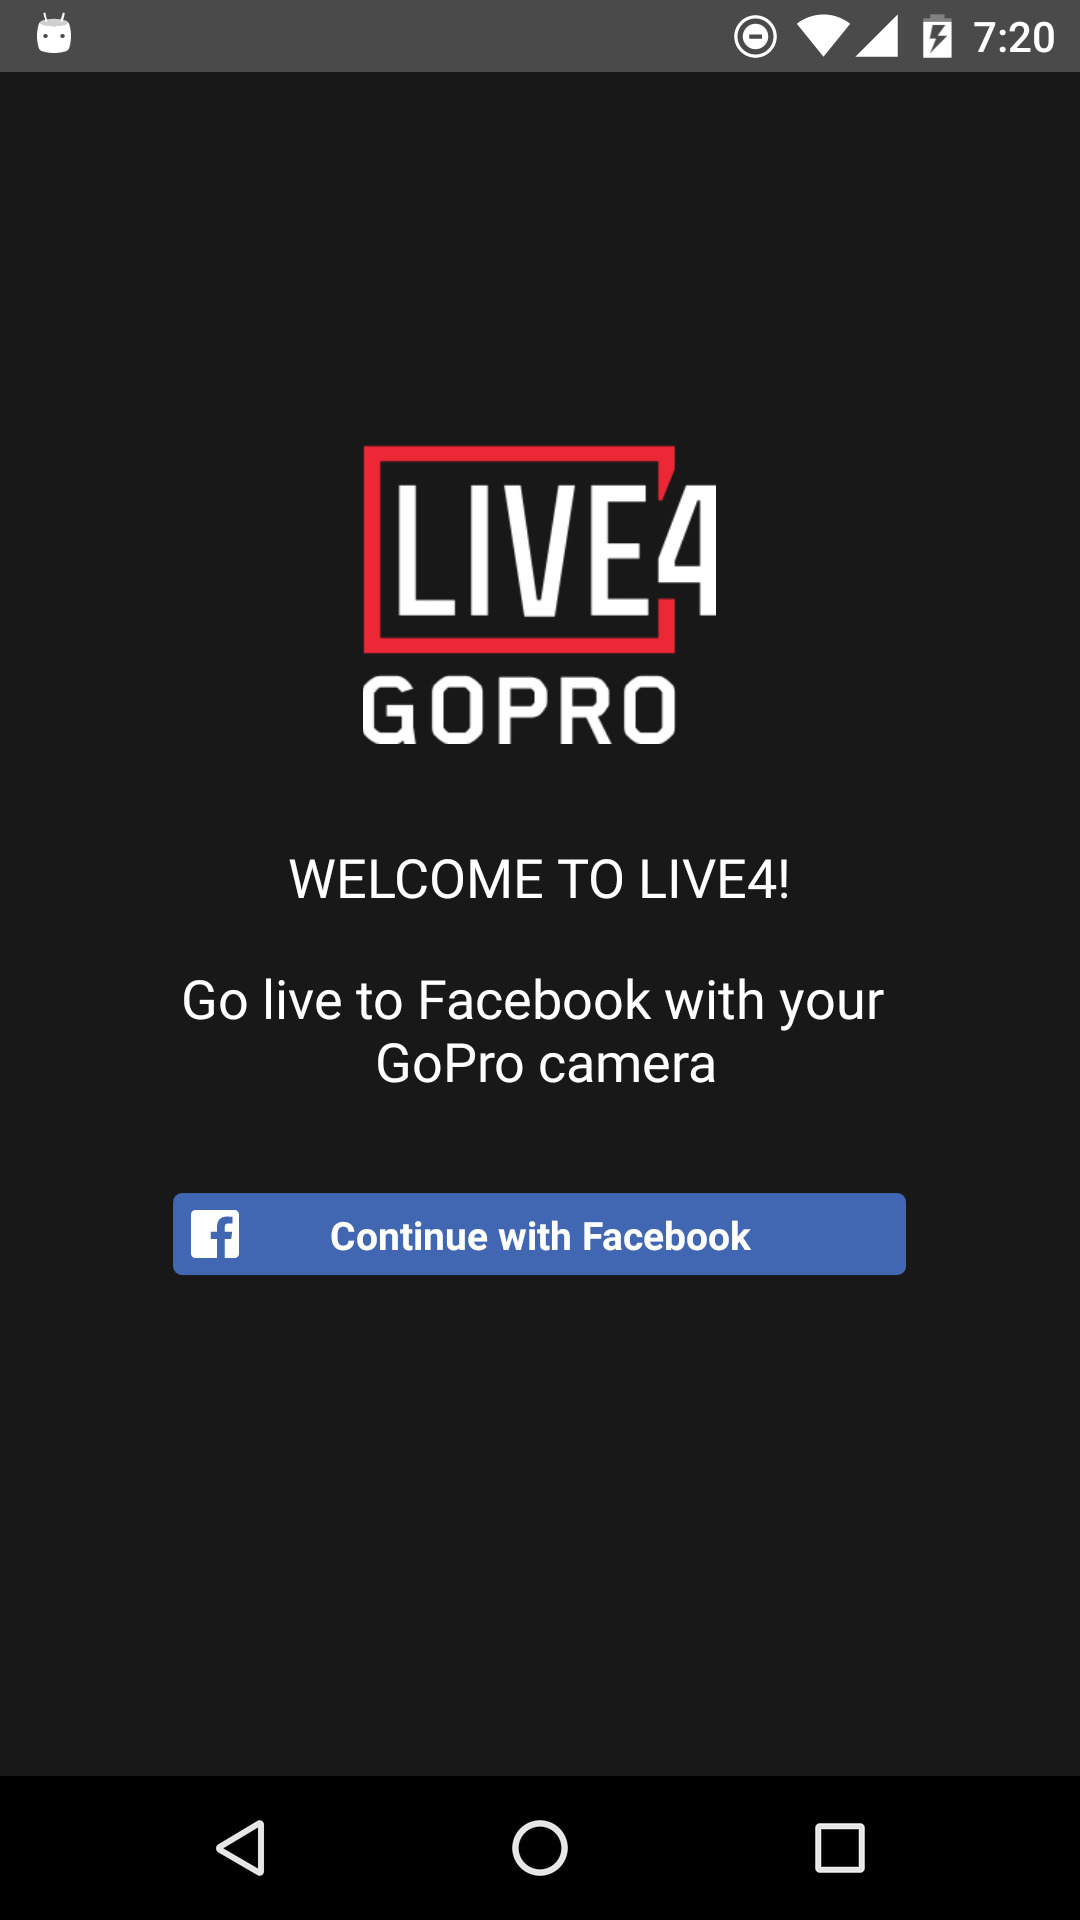 7:20
LIVE4
GOPRO
WELCOME TO LIVE4!
Go live to Facebook with your
GoPro camera
Continue with Facebook